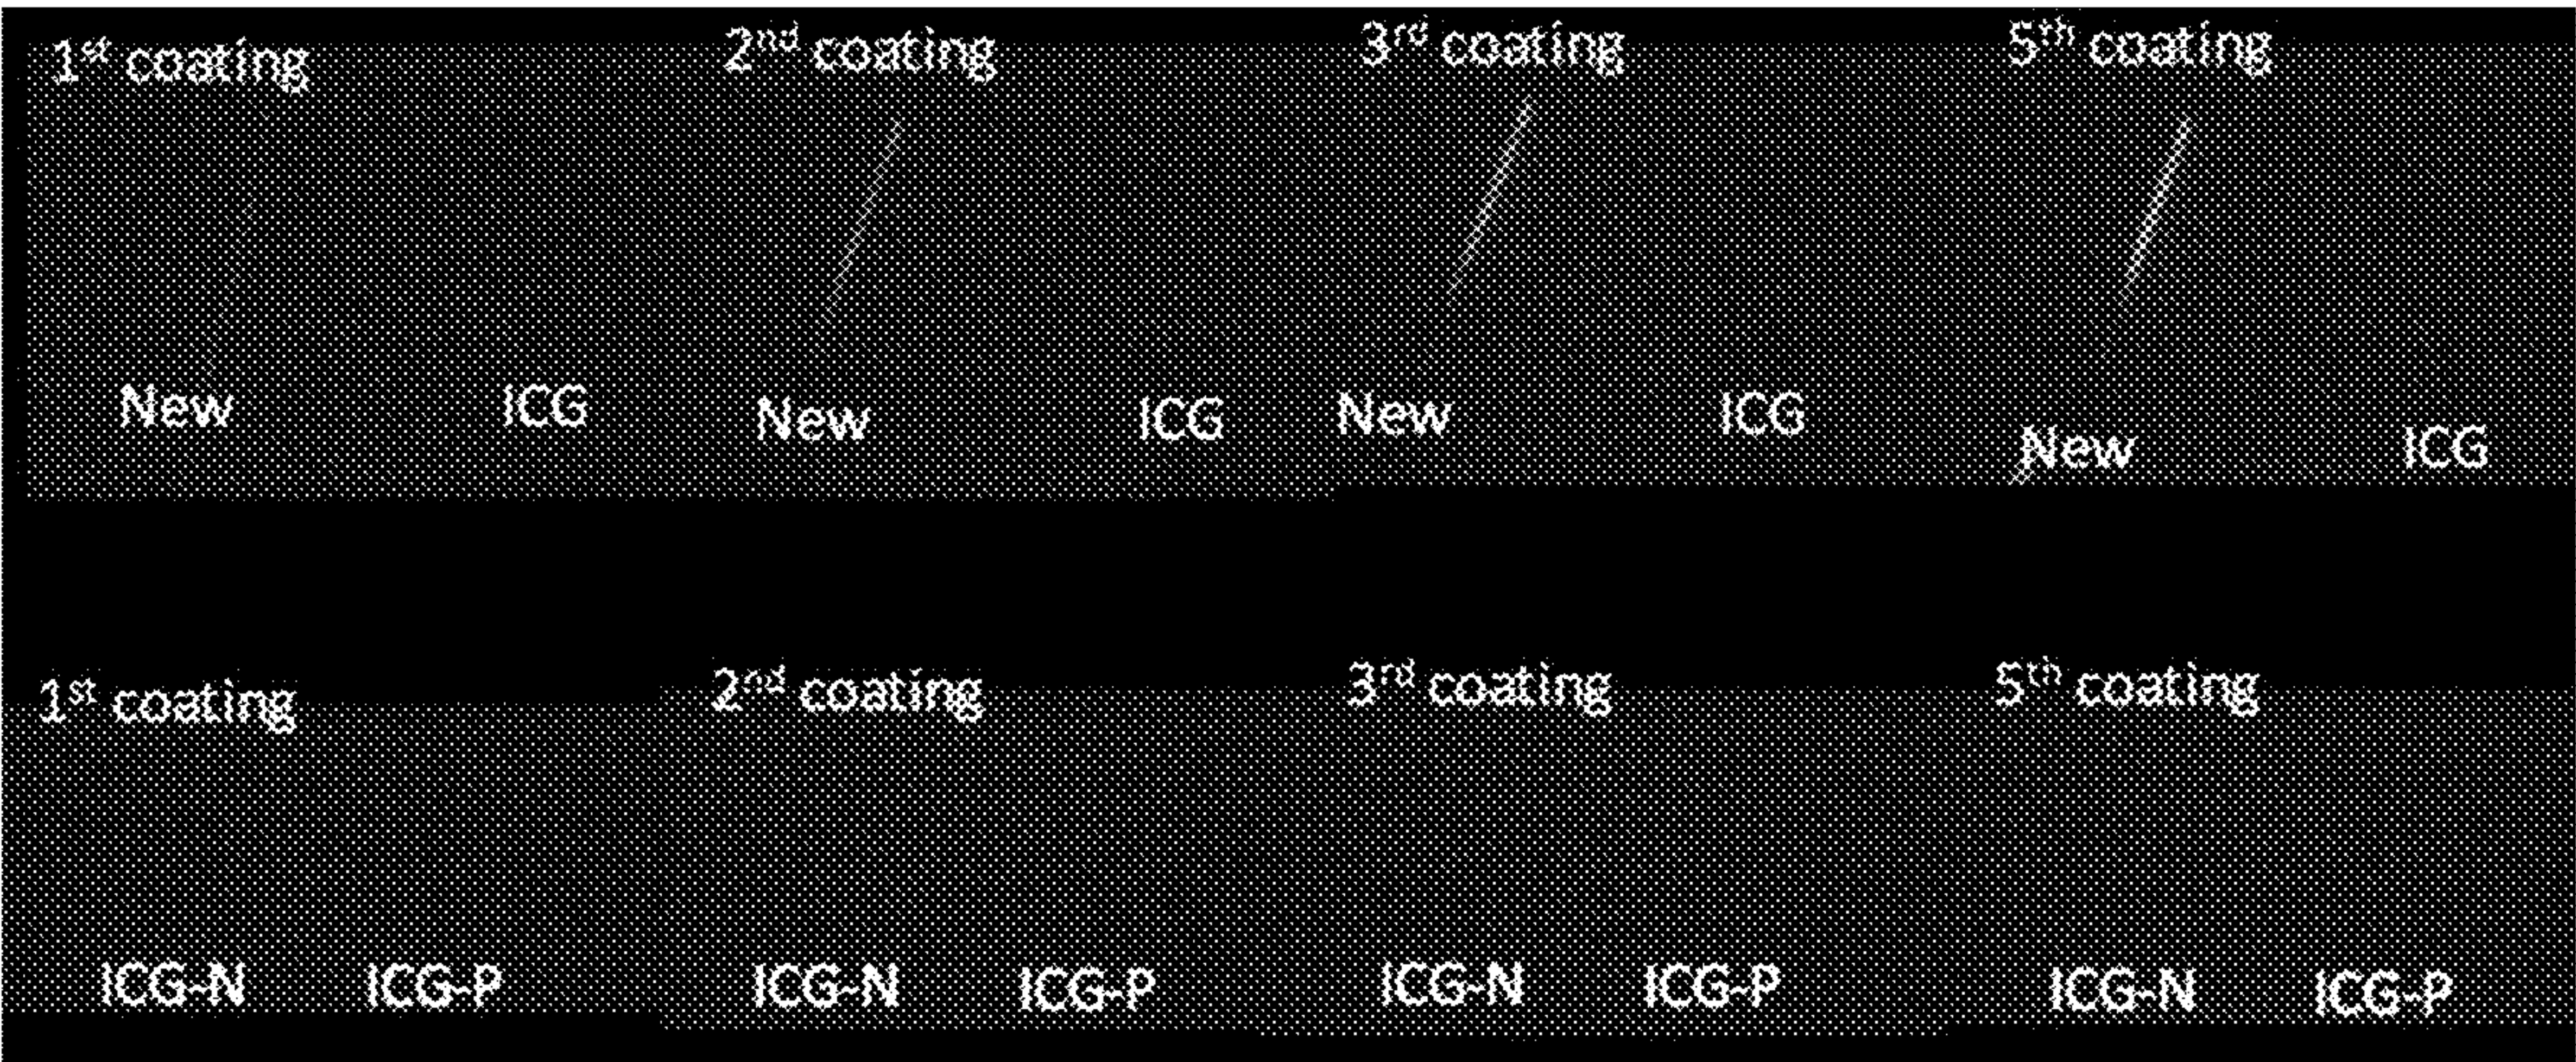 1st coating
2nd coating
3rd coating
5th coating
New
ICG
New
ICG
New
ICG
New
ICG
1st coating
2nd coating
3rd coating
5th coating
ICG-N
ICG-P
ICG-N
ICG-P
ICG-N
ICG-P
ICG-N
ICG-P